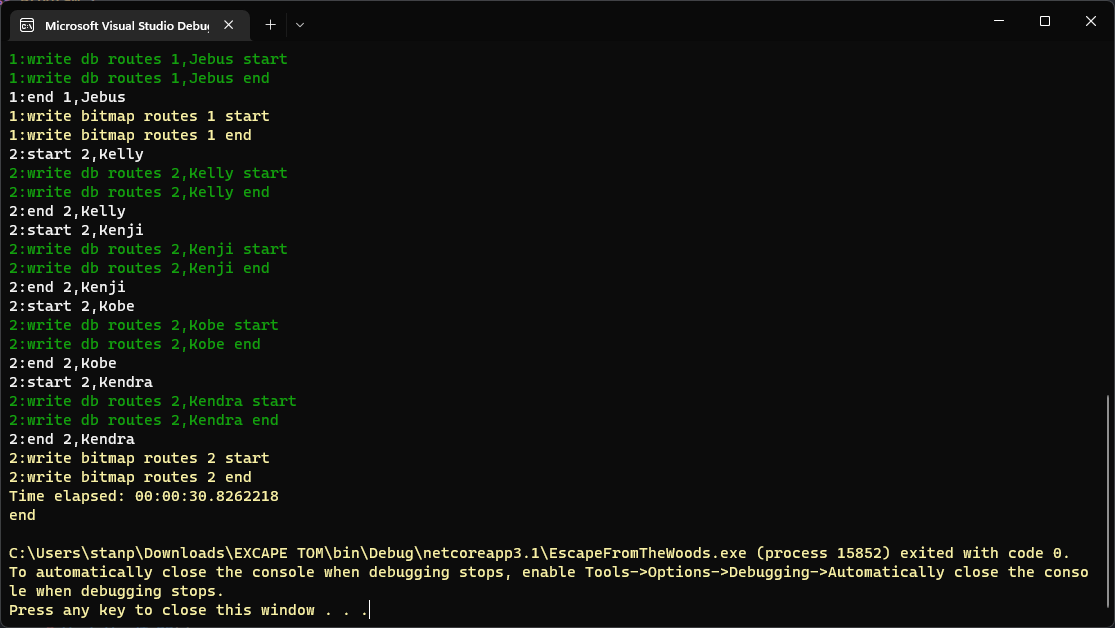 Microsoft Visual Studio Debug
1:write db routes 1,Jebus start
1:write db routes 1,Jebus end
1:end 1,Jebus
1:write bitmap routes 1 start
1:write bitmap routes 1 end
2:start 2,Kelly
2:write db routes 2,Kelly start
2:write db routes 2,Kelly end
2:end 2,Kelly
2:start 2,Kenji
2:write db routes 2,Kenji start
2:write db routes 2,Kenji end
2:end 2,Kenji
2:start 2,Kobe
2:write db routes 2,Kobe start
2:write db routes 2,Kobe end
2:end 2,Kobe
2:start 2,Kendra
2:write db routes 2,Kendra start
2:write db routes 2,Kendra end
2:end 2,Kendra
2:write bitmap routes 2 start
2:write bitmap routes 2 end
Time elapsed: 00:00:30.8262218
end
C:\Users\stanp\Downloads\EXCAPE TOM\bin\Debug\netcoreapp3.1\EscapeFromTheWoods.exe (process 15852) exited with code 0.
To automatically close the console when debugging stops, enable Tools->Options->Debugging->Automatically close the conso
le when debugging stops.
Press any key to close this window . . .